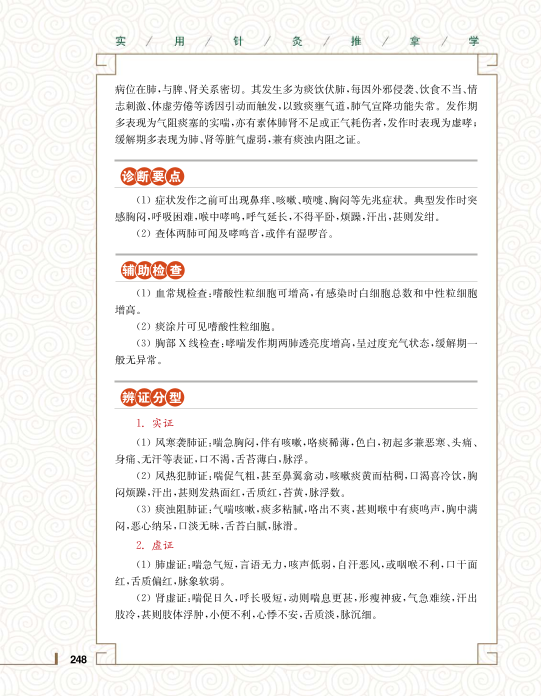 实 / 用 / 针 / 灸 / 推 / 拿 / 学
病位在肺,与脾、肾关系密切。其发生多为痰饮伏肺,每因外邪侵袭、饮食不当、情
志刺激、体虚劳倦等诱因引动而触发,以致痰壅气道,肺气宣降功能失常。发作期
多表现为气阻痰塞的实喘,亦有素体肺肾不足或正气耗伤者,发作时表现为虚哮;
缓解期多表现为肺、肾等脏气虚弱,兼有痰浊内阻之证。
诊断要点
(1) 症状发作之前可出现鼻痒、咳嗽、喷嚏、胸闷等先兆症状。典型发作时突
感胸闷,呼吸困难,喉中哮鸣,呼气延长,不得平卧,烦躁,汗出,甚则发绀。
(2) 查体两肺可闻及哮鸣音,或伴有湿啰音。
辅助检查
(1) 血常规检查:嗜酸性粒细胞可增高,有感染时白细胞总数和中性粒细胞
增高。
(2) 痰涂片可见嗜酸性粒细胞。
(3) 胸部 X 线检查:哮喘发作期两肺透亮度增高,呈过度充气状态,缓解期一
般无异常。
辨证分型
1. 实证
(1) 风寒袭肺证:喘急胸闷,伴有咳嗽,咯痰稀薄,色白,初起多兼恶寒、头痛、
身痛、无汗等表证,口不渴,舌苔薄白,脉浮。
(2) 风热犯肺证:喘促气粗,甚至鼻翼翕动,咳嗽痰黄而枯稠,口渴喜冷饮,胸
闷烦躁,汗出,甚则发热面红,舌质红,苔黄,脉浮数。
(3) 痰浊阻肺证:气喘咳嗽,痰多粘腻,咯出不爽,甚则喉中有痰鸣声,胸中满
闷,恶心纳呆,口淡无味,舌苔白腻,脉滑。
2. 虚证
(1) 肺虚证:喘急气短,言语无力,咳声低弱,自汗恶风,或咽喉不利,口干面
红,舌质偏红,脉象软弱。
(2) 肾虚证:喘促日久,呼长吸短,动则喘息更甚,形瘦神疲,气急难续,汗出
肢冷,甚则肢体浮肿,小便不利,心悸不安,舌质淡,脉沉细。
248